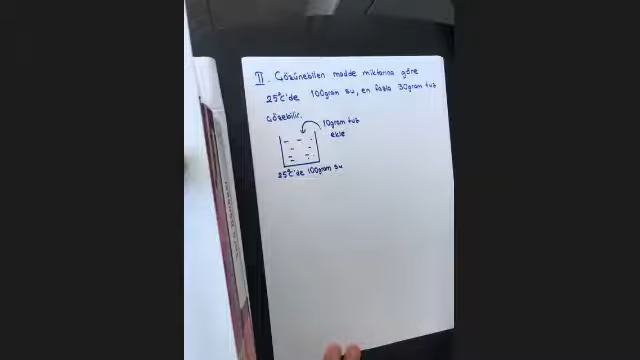 II. Çözünebilen madde miktarına göre
25°C'de 100gram su, en fazla 30gram tuz
çözebilir.
10gram tuz
ekle
25°C'de 100gram su